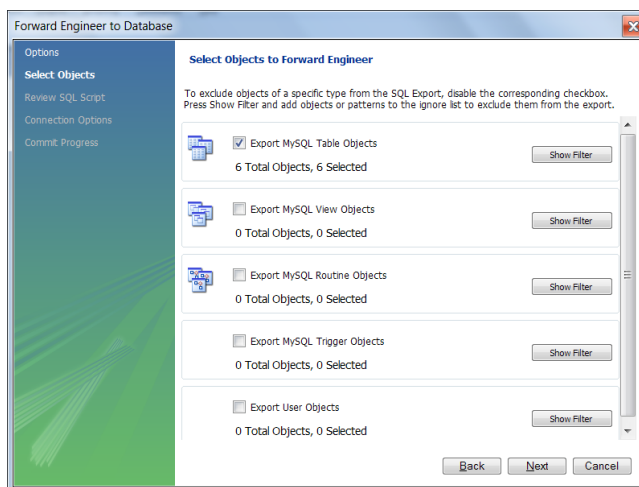 Forward Engineer to Database
Options
Select Objects
Review SQL Script
Connection Options
Commit Progress
Select Objects to Forward Engineer
To exclude objects of a specific type from the SQL Export, disable the corresponding checkbox.
Press Show Filter and add objects or patterns to the ignore list to exclude them from the export.
Export MySQL Table Objects
6 Total Objects, 6 Selected
Show Filter
Export MySQL View Objects
0 Total Objects, 0 Selected
Show Filter
Export MySQL Routine Objects
0 Total Objects, 0 Selected
Show Filter
Export MySQL Trigger Objects
0 Total Objects, 0 Selected
Show Filter
Export User Objects
0 Total Objects, 0 Selected
Show Filter
Back Next Cancel